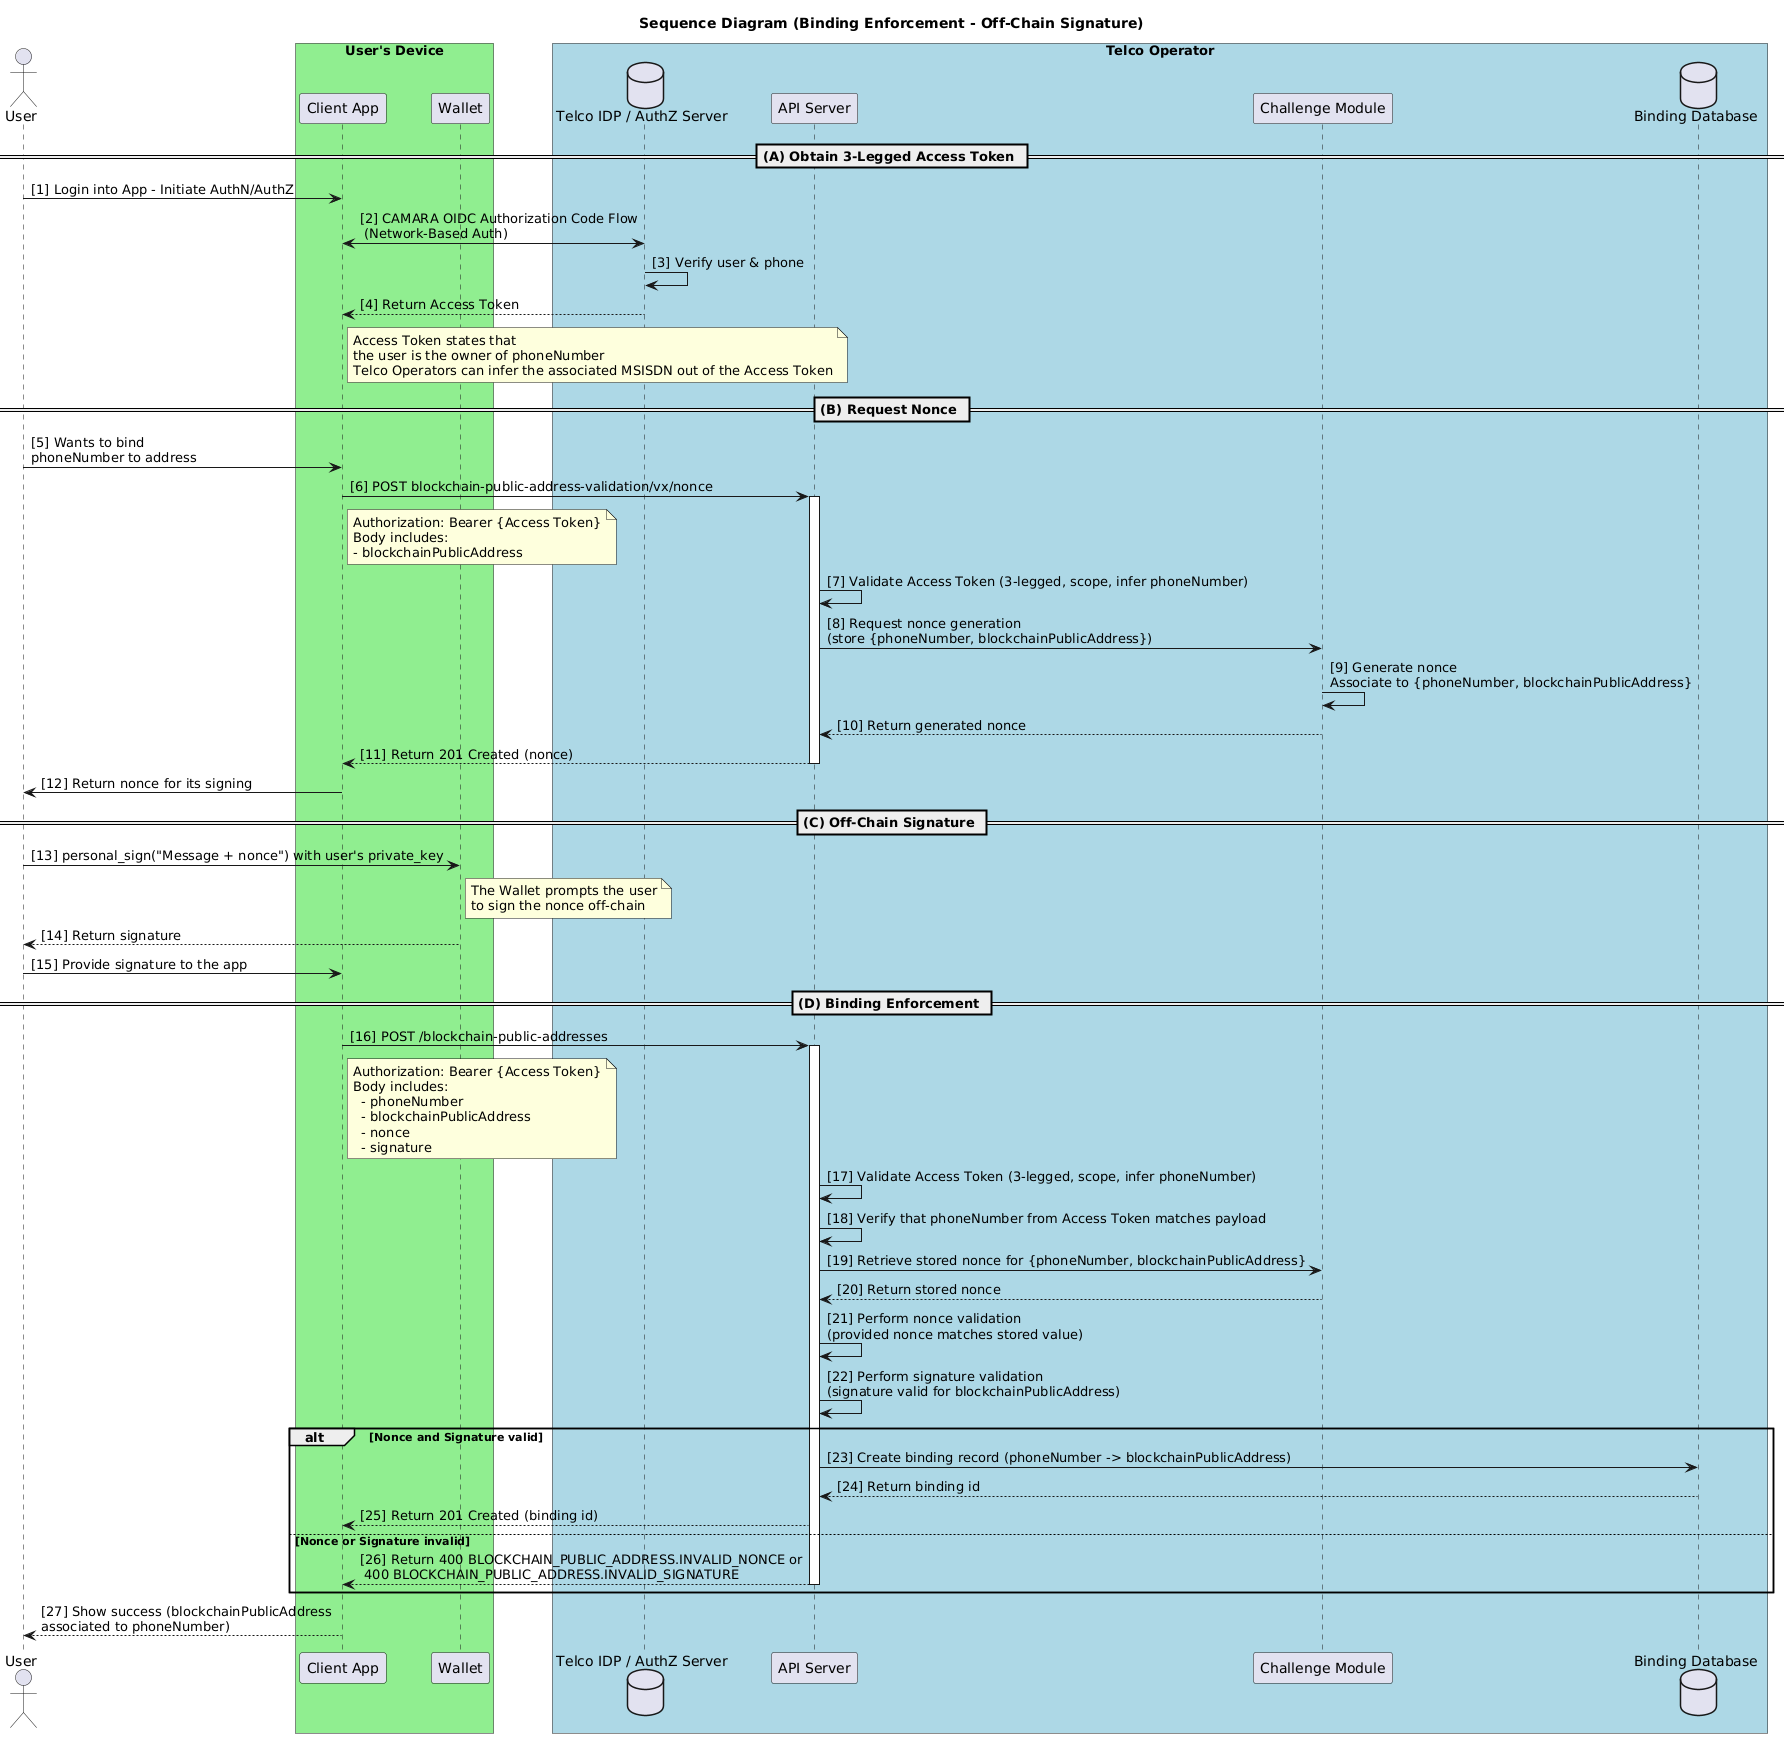 Sequence Diagram (Binding Enforcement - Off-Chain Signature)
User's Device
Telco Operator
User
Client App
Wallet
Telco IDP / AuthZ Server
API Server
Challenge Module
Binding Database
(A) Obtain 3-Legged Access Token
[1] Login into App - Initiate AuthN/AuthZ
[2] CAMARA OIDC Authorization Code Flow
(Network-Based Auth)
[3] Verify user & phone
[4] Return Access Token
Access Token states that
the user is the owner of phoneNumber
Telco Operators can infer the associated MSISDN out of the Access Token
(B) Request Nonce
[5] Wants to bind
phoneNumber to address
[6] POST blockchain-public-address-validation/vx/nonce
Authorization: Bearer {Access Token}
Body includes:
- blockchainPublicAddress
[7] Validate Access Token (3-legged, scope, infer phoneNumber)
[8] Request nonce generation
(store {phoneNumber, blockchainPublicAddress})
[9] Generate nonce
Associate to {phoneNumber, blockchainPublicAddress}
[10] Return generated nonce
[11] Return 201 Created (nonce)
[12] Return nonce for its signing
(C) Off-Chain Signature
[13] personal_sign("Message + nonce") with user's private_key
The Wallet prompts the user
to sign the nonce off-chain
[14] Return signature
[15] Provide signature to the app
(D) Binding Enforcement
[16] POST /blockchain-public-addresses
Authorization: Bearer {Access Token}
Body includes:
- phoneNumber
- blockchainPublicAddress
- nonce
- signature
[17] Validate Access Token (3-legged, scope, infer phoneNumber)
[18] Verify that phoneNumber from Access Token matches payload
[19] Retrieve stored nonce for {phoneNumber, blockchainPublicAddress}
[20] Return stored nonce
[21] Perform nonce validation
(provided nonce matches stored value)
[22] Perform signature validation
(signature valid for blockchainPublicAddress)
alt
[Nonce and Signature valid]
[23] Create binding record (phoneNumber -> blockchainPublicAddress)
[24] Return binding id
[25] Return 201 Created (binding id)
[Nonce or Signature invalid]
[26] Return 400 BLOCKCHAIN_PUBLIC_ADDRESS.INVALID_NONCE or
400 BLOCKCHAIN_PUBLIC_ADDRESS.INVALID_SIGNATURE
[27] Show success (blockchainPublicAddress
associated to phoneNumber)
User
Client App
Wallet
Telco IDP / AuthZ Server
API Server
Challenge Module
Binding Database